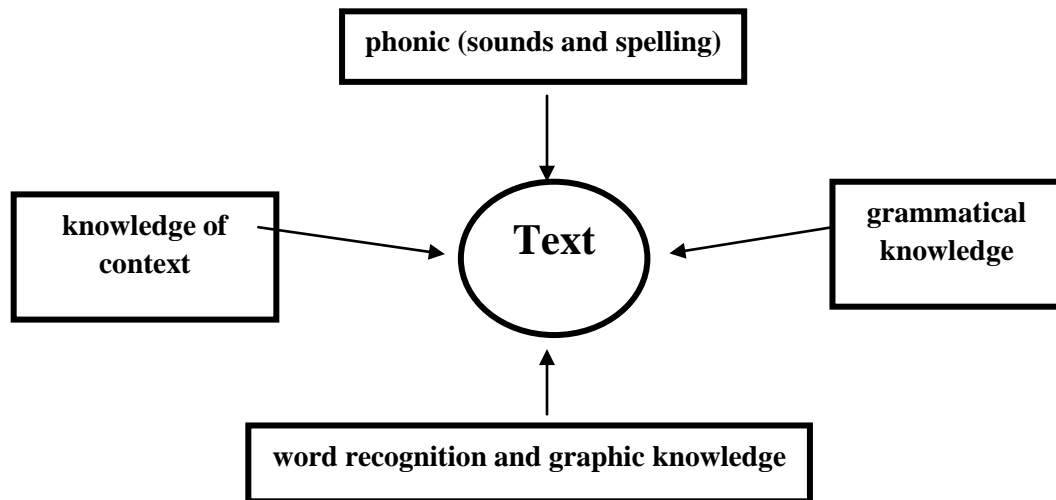 phonic (sounds and spelling)
knowledge of
context
Text
grammatical
knowledge
word recognition and graphic knowledge